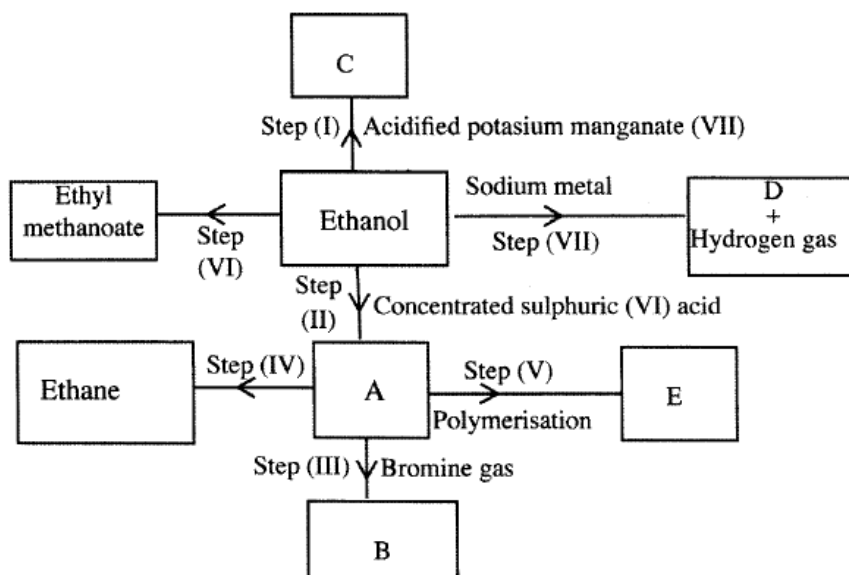 C
Step (I) Acidified potasium manganate (VII)
Ethyl
methanoate
Step
(VI)
Ethanol
Sodium metal
Step (VII)
D
+
Hydrogen gas
Step
(II)
Concentrated sulphuric (VI) acid
Ethane
Step (IV)
A
Step (V)
Polymerisation
E
Step (III)
Bromine gas
B